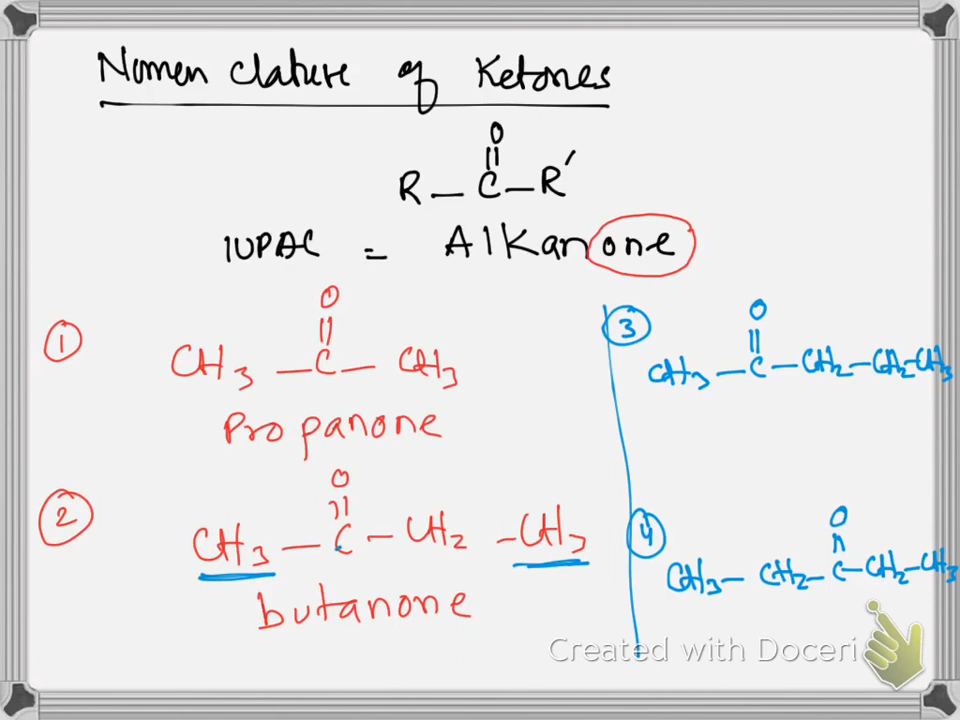 Nomenclature of Ketones
O
||
R — C — R'
IUPAC = Alkanone
①
O
||
CH3 — C — CH3
Propanone
②
O
||
CH3 — C — CH2 - CH3
butanone
③
O
||
CH3 — C — CH2 — CH2 — CH3
④
O
||
CH3 — CH2 — C — CH2 — CH3
Created with Doceri